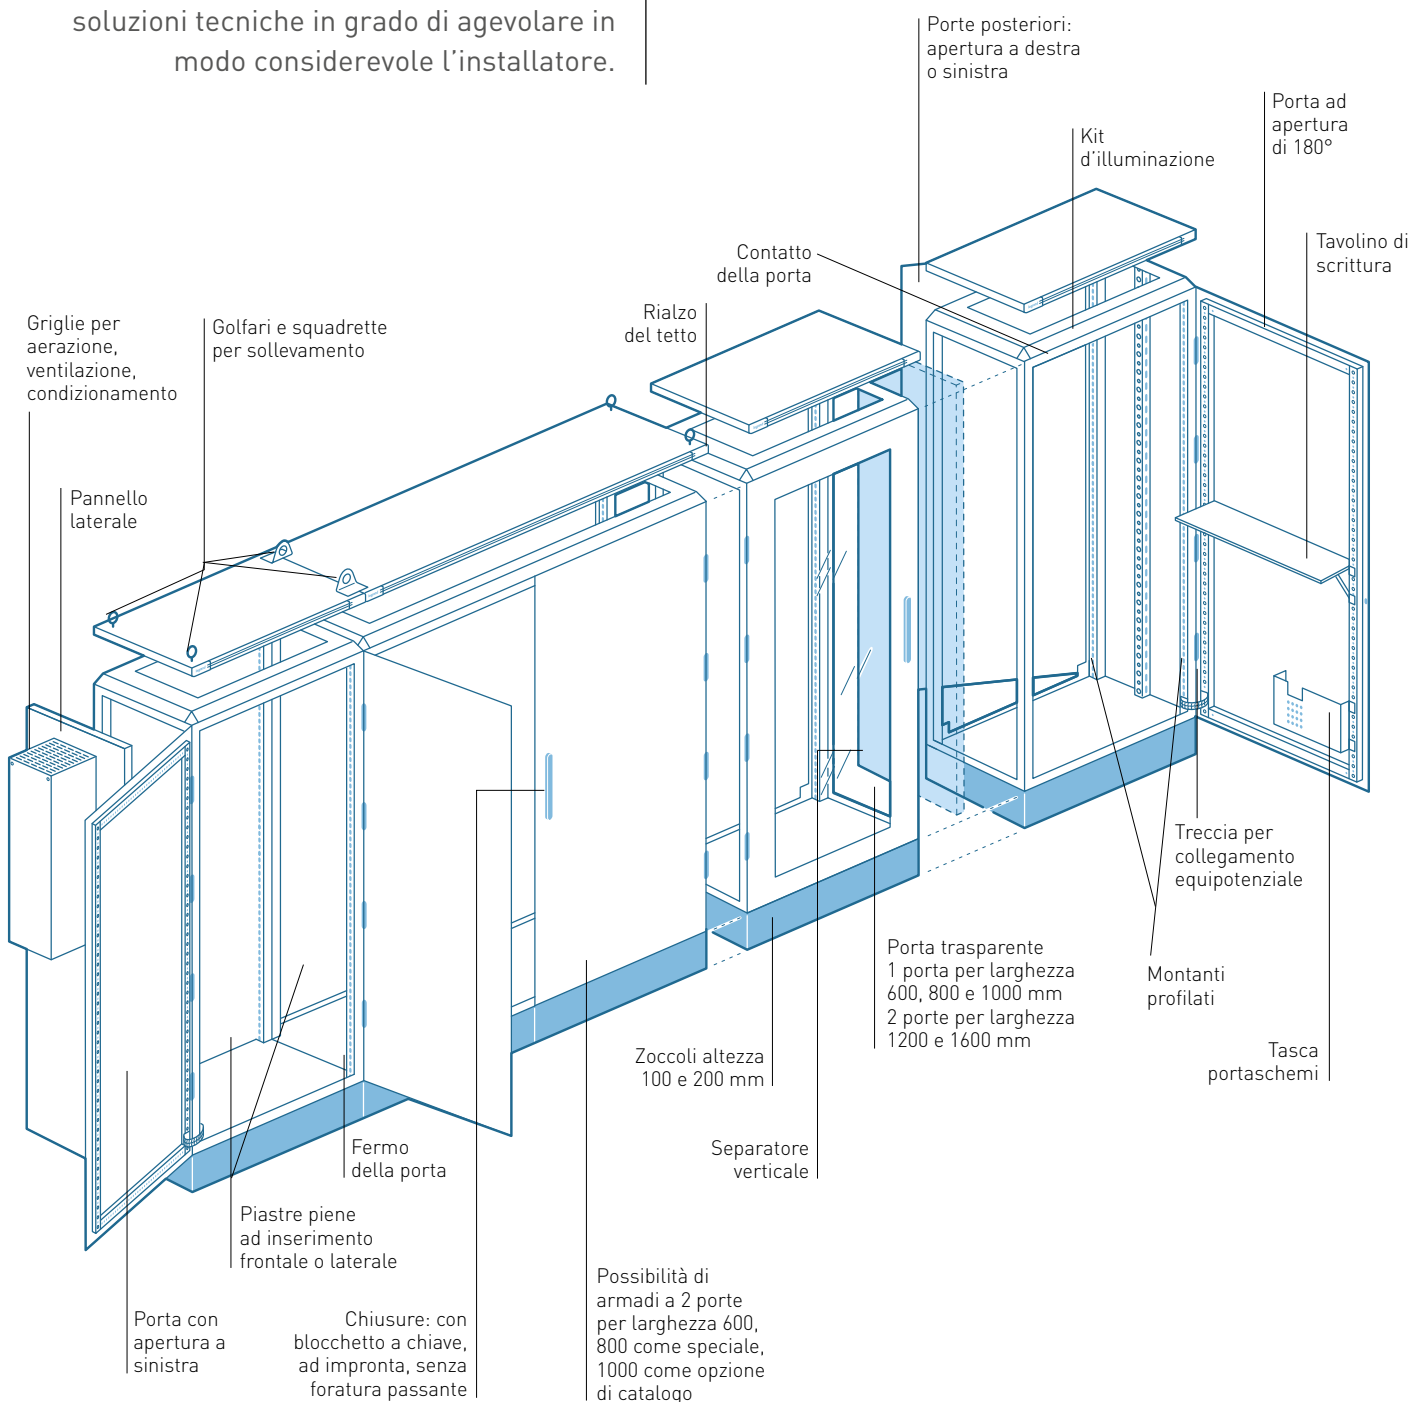 soluzioni tecniche in grado di agevolare in
modo considerevole l'installatore.
Porte posteriori:
apertura a destra
o sinistra
Porta ad
apertura
di 180°
Kit
d'illuminazione
Tavolino di
scrittura
Contatto
della porta
Rialzo
del tetto
Griglie per
aerazione,
ventilazione,
condizionamento
Golfari e squadrette
per sollevamento
Pannello
laterale
Treccia per
collegamento
equipotenziale
Porta trasparente
1 porta per larghezza
600, 800 e 1000 mm
2 porte per larghezza
1200 e 1600 mm
Montanti
profilati
Tasca
portaschemi
Zoccoli altezza
100 e 200 mm
Separatore
verticale
Fermo
della porta
Piastre piene
ad inserimento
frontale o laterale
Porta con
apertura a
sinistra
Chiusure: con
blocchetto a chiave,
ad impronta, senza
foratura passante
Possibilità di
armadi a 2 porte
per larghezza 600,
800 come speciale,
1000 come opzione
di catalogo